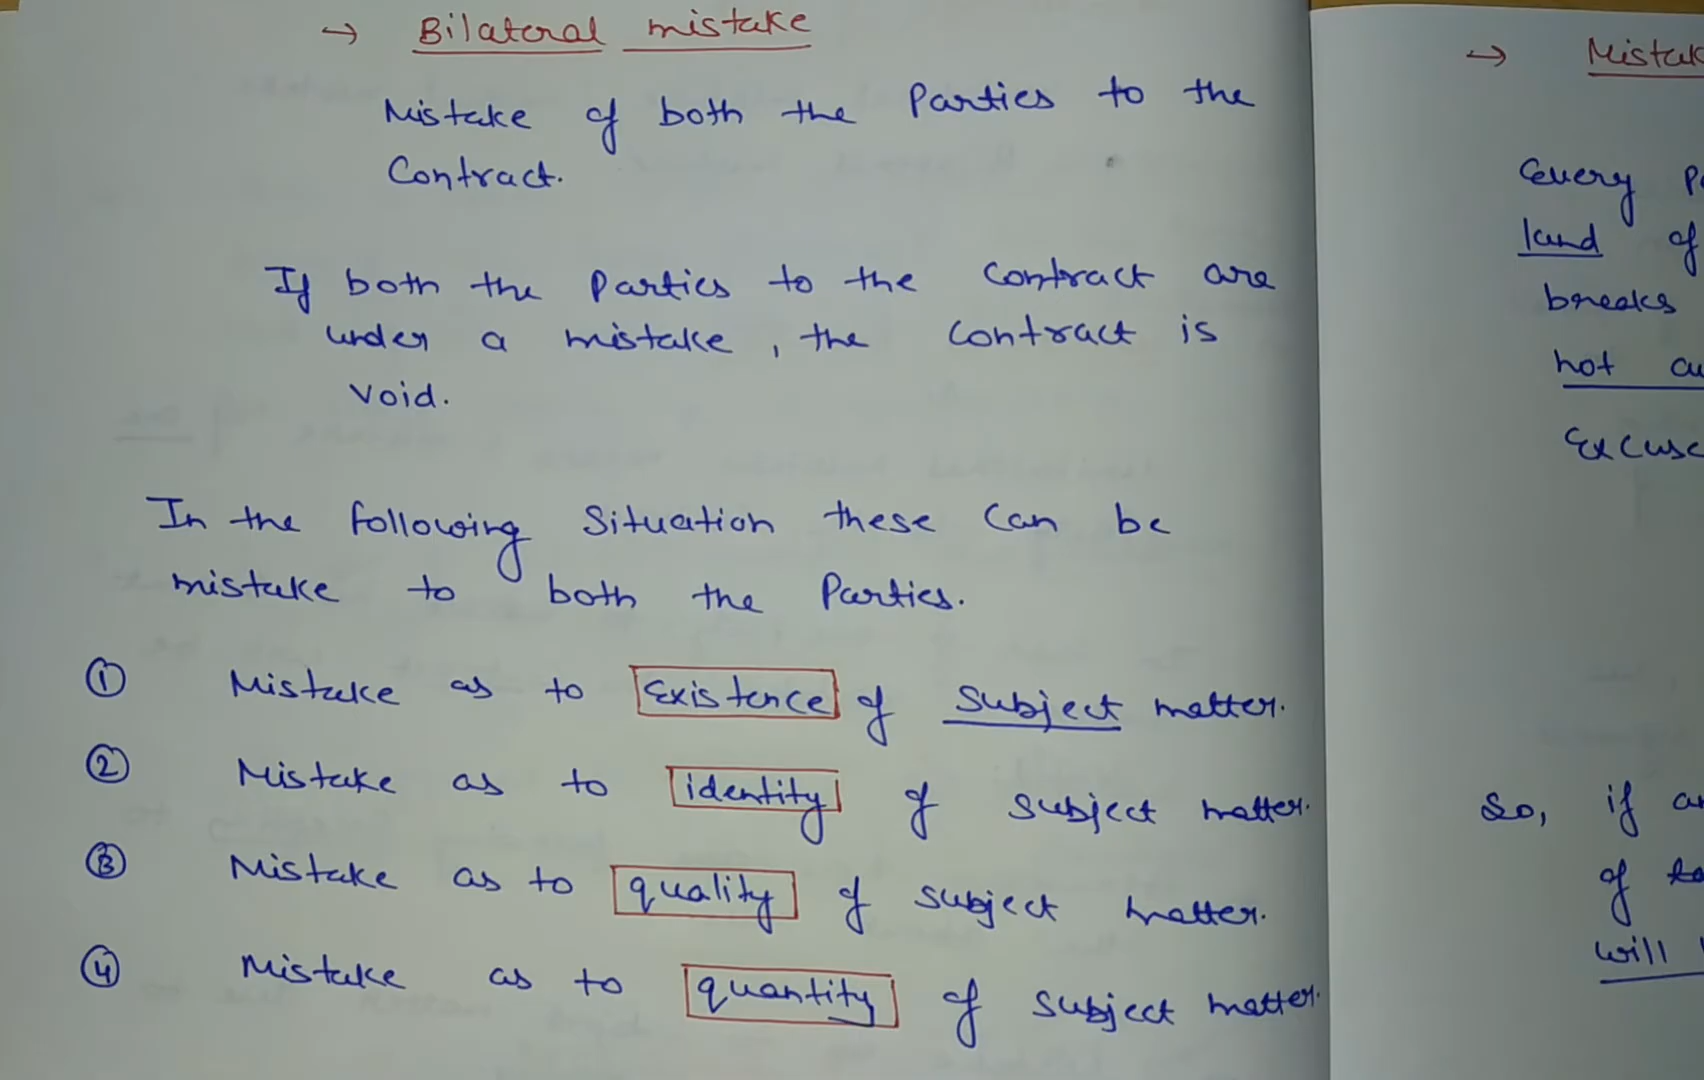 → Bilateral mistake
Mistake of both the Parties to the
Contract.
If both the Parties to the Contract are
under a mistake, the contract is
void.
In the following Situation these can be
mistake to both the Parties.
① Mistake as to Existence of Subject matter.
② Mistake as to identity of subject matter.
③ Mistake as to quality of subject matter.
④ Mistake as to quantity of subject matter.
→ Mistak
Every P
land of
breaks
not au
Excuse
So, if an
of
will